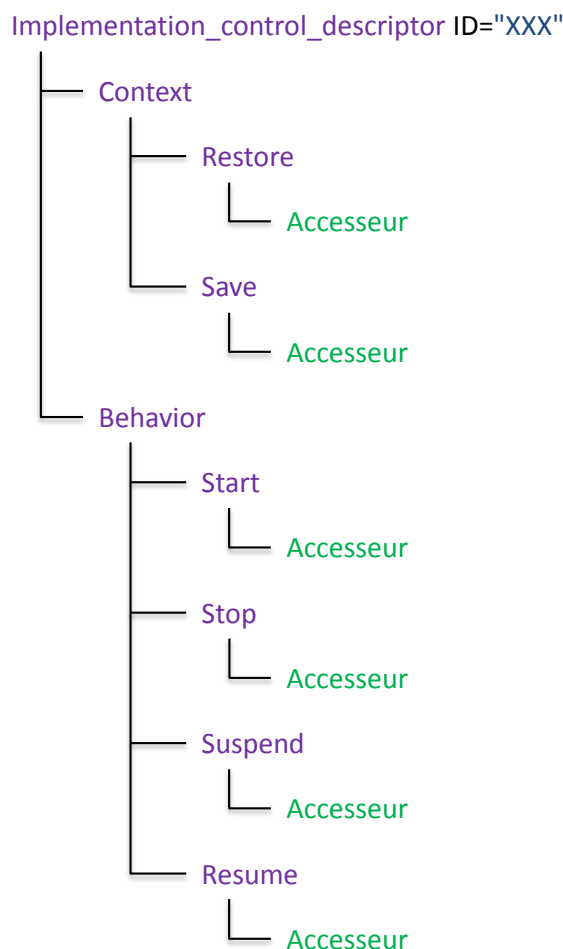 Implementation_control_descriptor ID="XXX"
Context
Restore
Accesseur
Save
Accesseur
Behavior
Start
Accesseur
Stop
Accesseur
Suspend
Accesseur
Resume
Accesseur